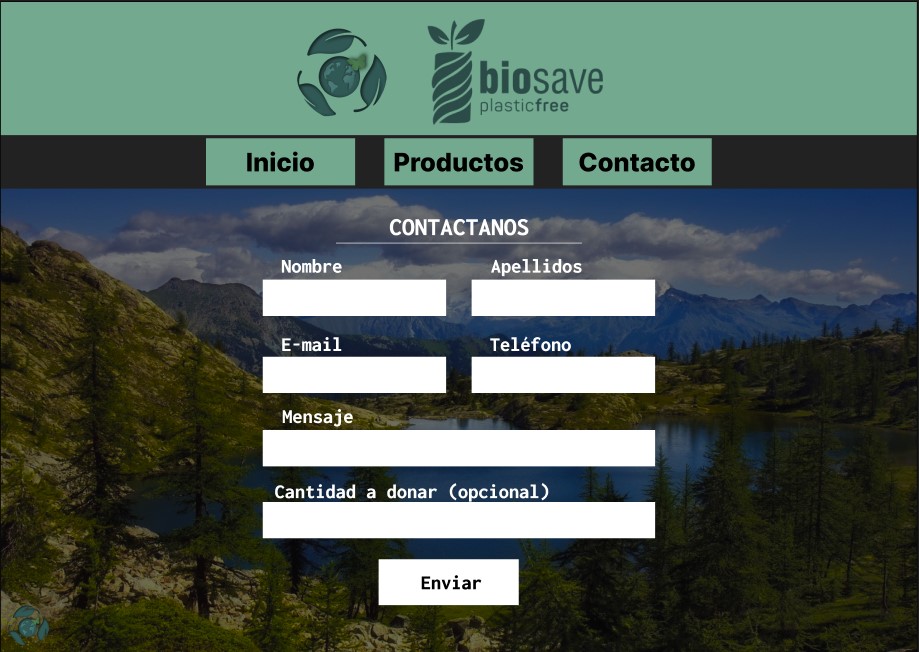 biosave
plasticfree
Inicio Productos Contacto
CONTACTANOS
Nombre Apellidos
E-mail Teléfono
Mensaje
Cantidad a donar (opcional)
Enviar